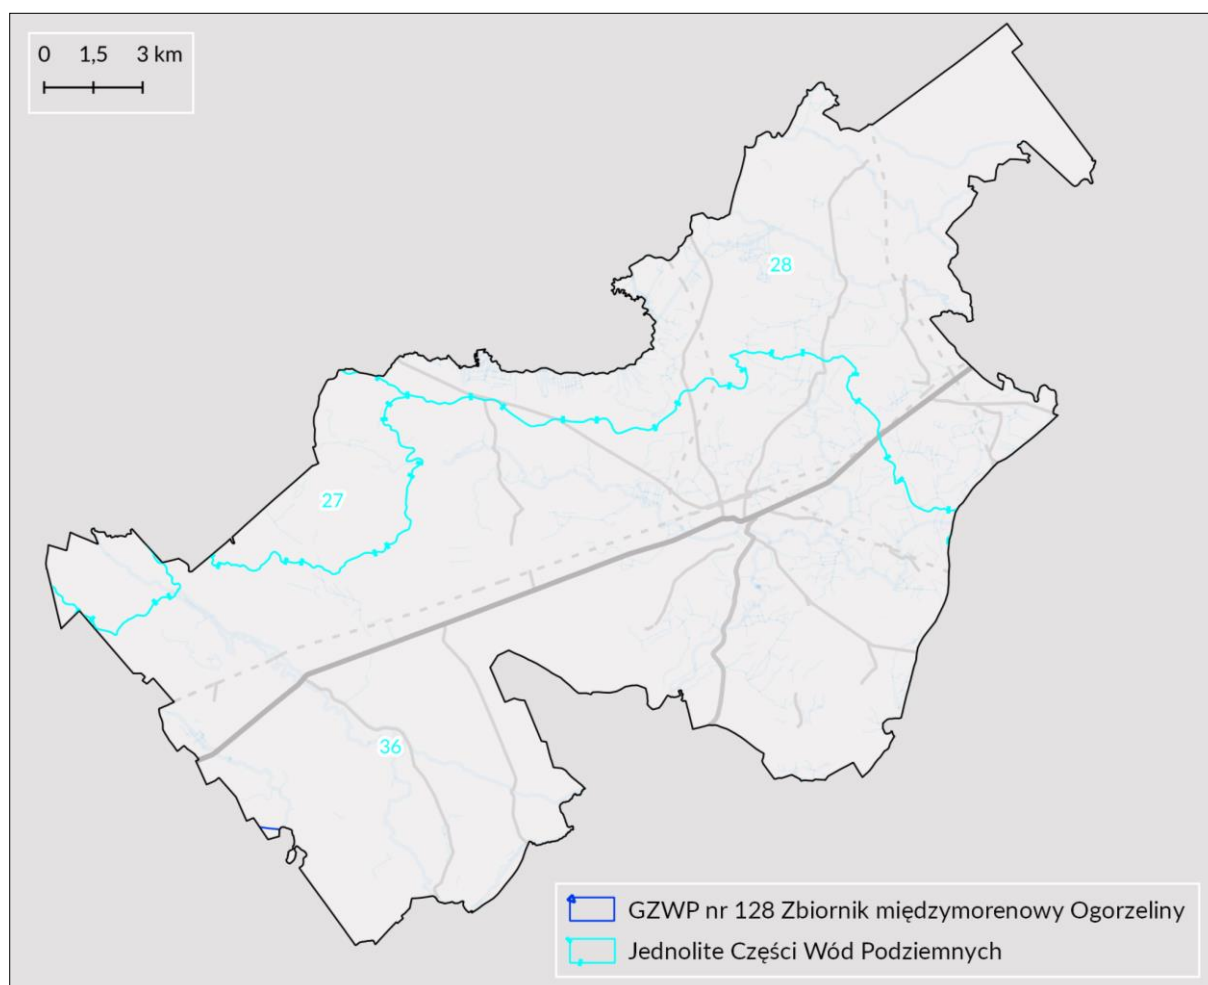 0 1,5 3 km
28
27
36
GZWP nr 128 Zbiornik międzymorenowy Ogorzeliny
Jednolite Części Wód Podziemnych